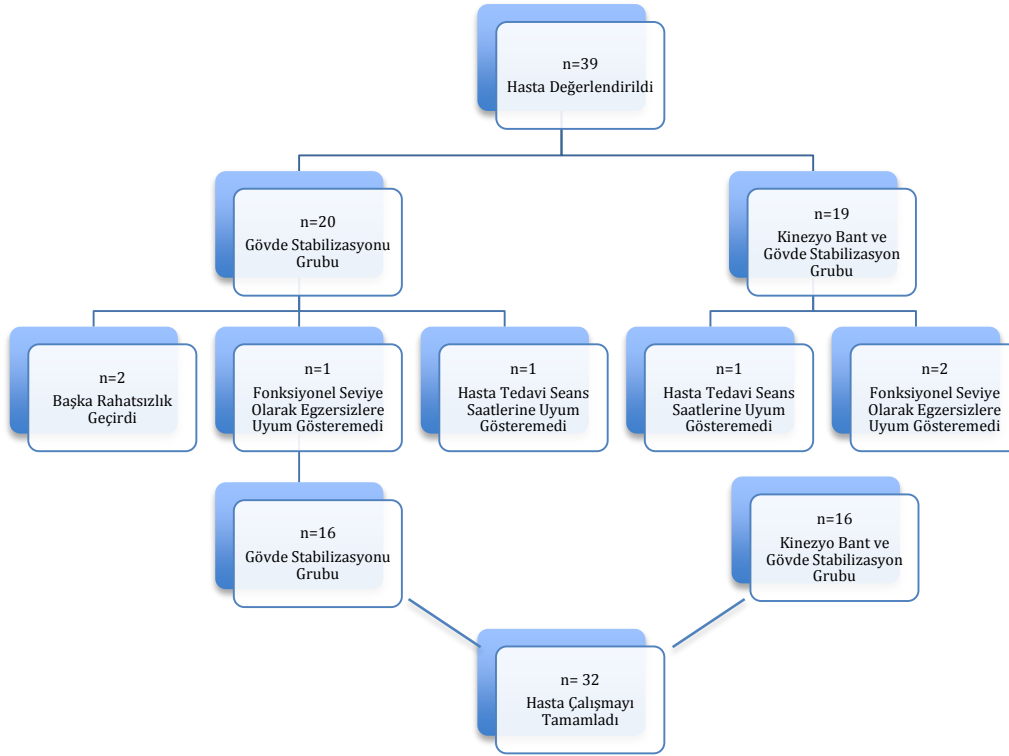 n=39
Hasta Değerlendirildi
n=20
Gövde Stabilizasyonu
Grubu
n=19
Kinezyo Bant ve
Gövde Stabilizasyon
Grubu
n=2
Başka Rahatsızlık
Geçirdi
n=1
Fonksiyonel Seviye
Olarak Egzersizlere
Uyum Gösteremedi
n=1
Hasta Tedavi Seans
Saatlerine Uyum
Gösteremedi
n=1
Hasta Tedavi Seans
Saatlerine Uyum
Gösteremedi
n=2
Fonksiyonel Seviye
Olarak Egzersizlere
Uyum Gösteremedi
n=16
Gövde Stabilizasyonu
Grubu
n=16
Kinezyo Bant ve
Gövde Stabilizasyon
Grubu
n= 32
Hasta Çalışmayı
Tamamladı